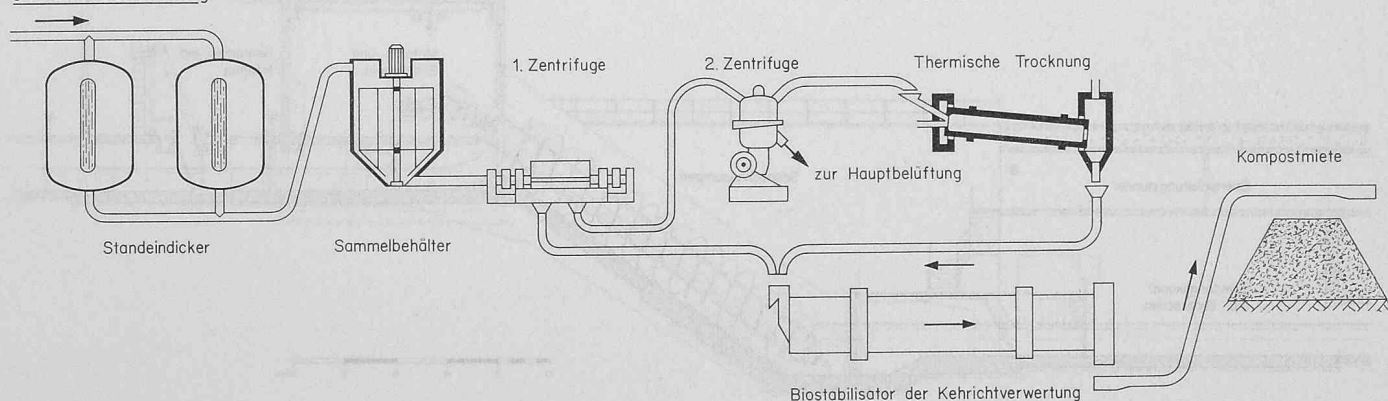 1. Zentrifuge
2. Zentrifuge
Thermische Trocknung
zur Hauptbelüftung
Kompostmiete
Standeindicker
Sammelbehälter
Biostabilisator der Kehrichtverwertung